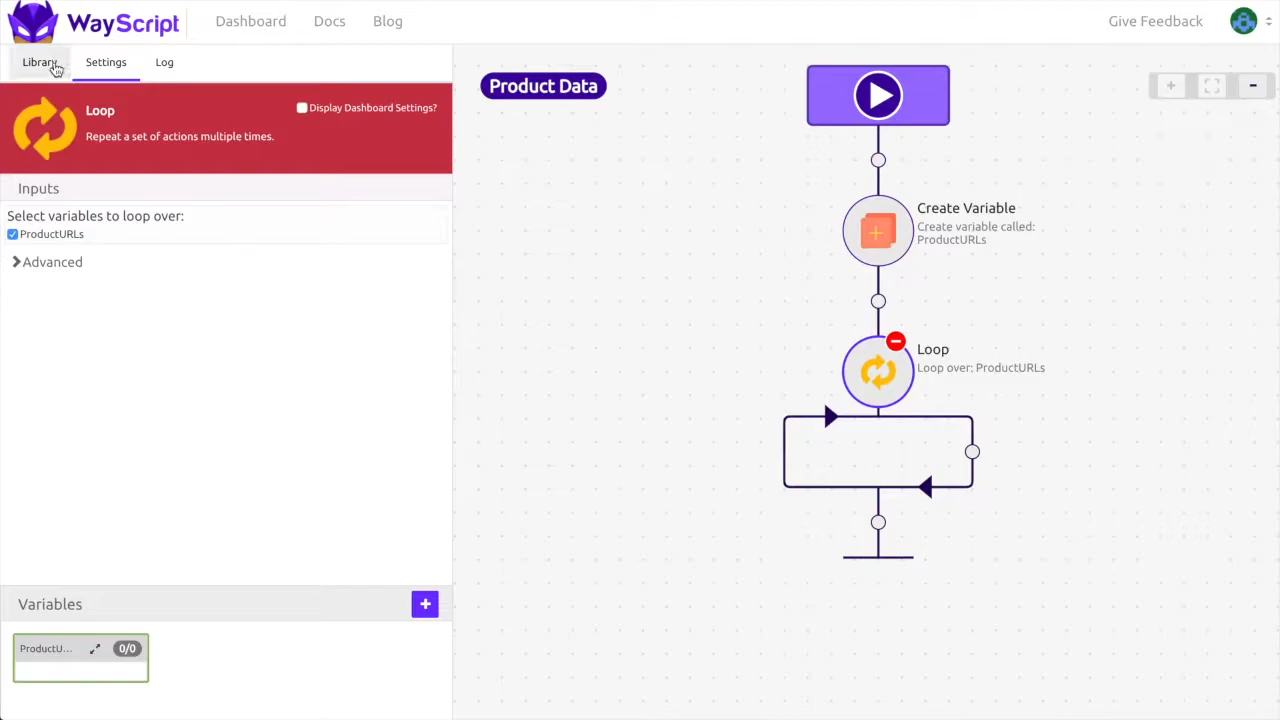 WayScript
Dashboard
Docs
Blog
Give Feedback
Library
Settings
Log
Loop
Display Dashboard Settings?
Repeat a set of actions multiple times.
Inputs
Select variables to loop over:
ProductURLs
Advanced
Variables
ProductU...
0/0
Product Data
Create Variable
Create variable called:
ProductURLs
Loop
Loop over: ProductURLs